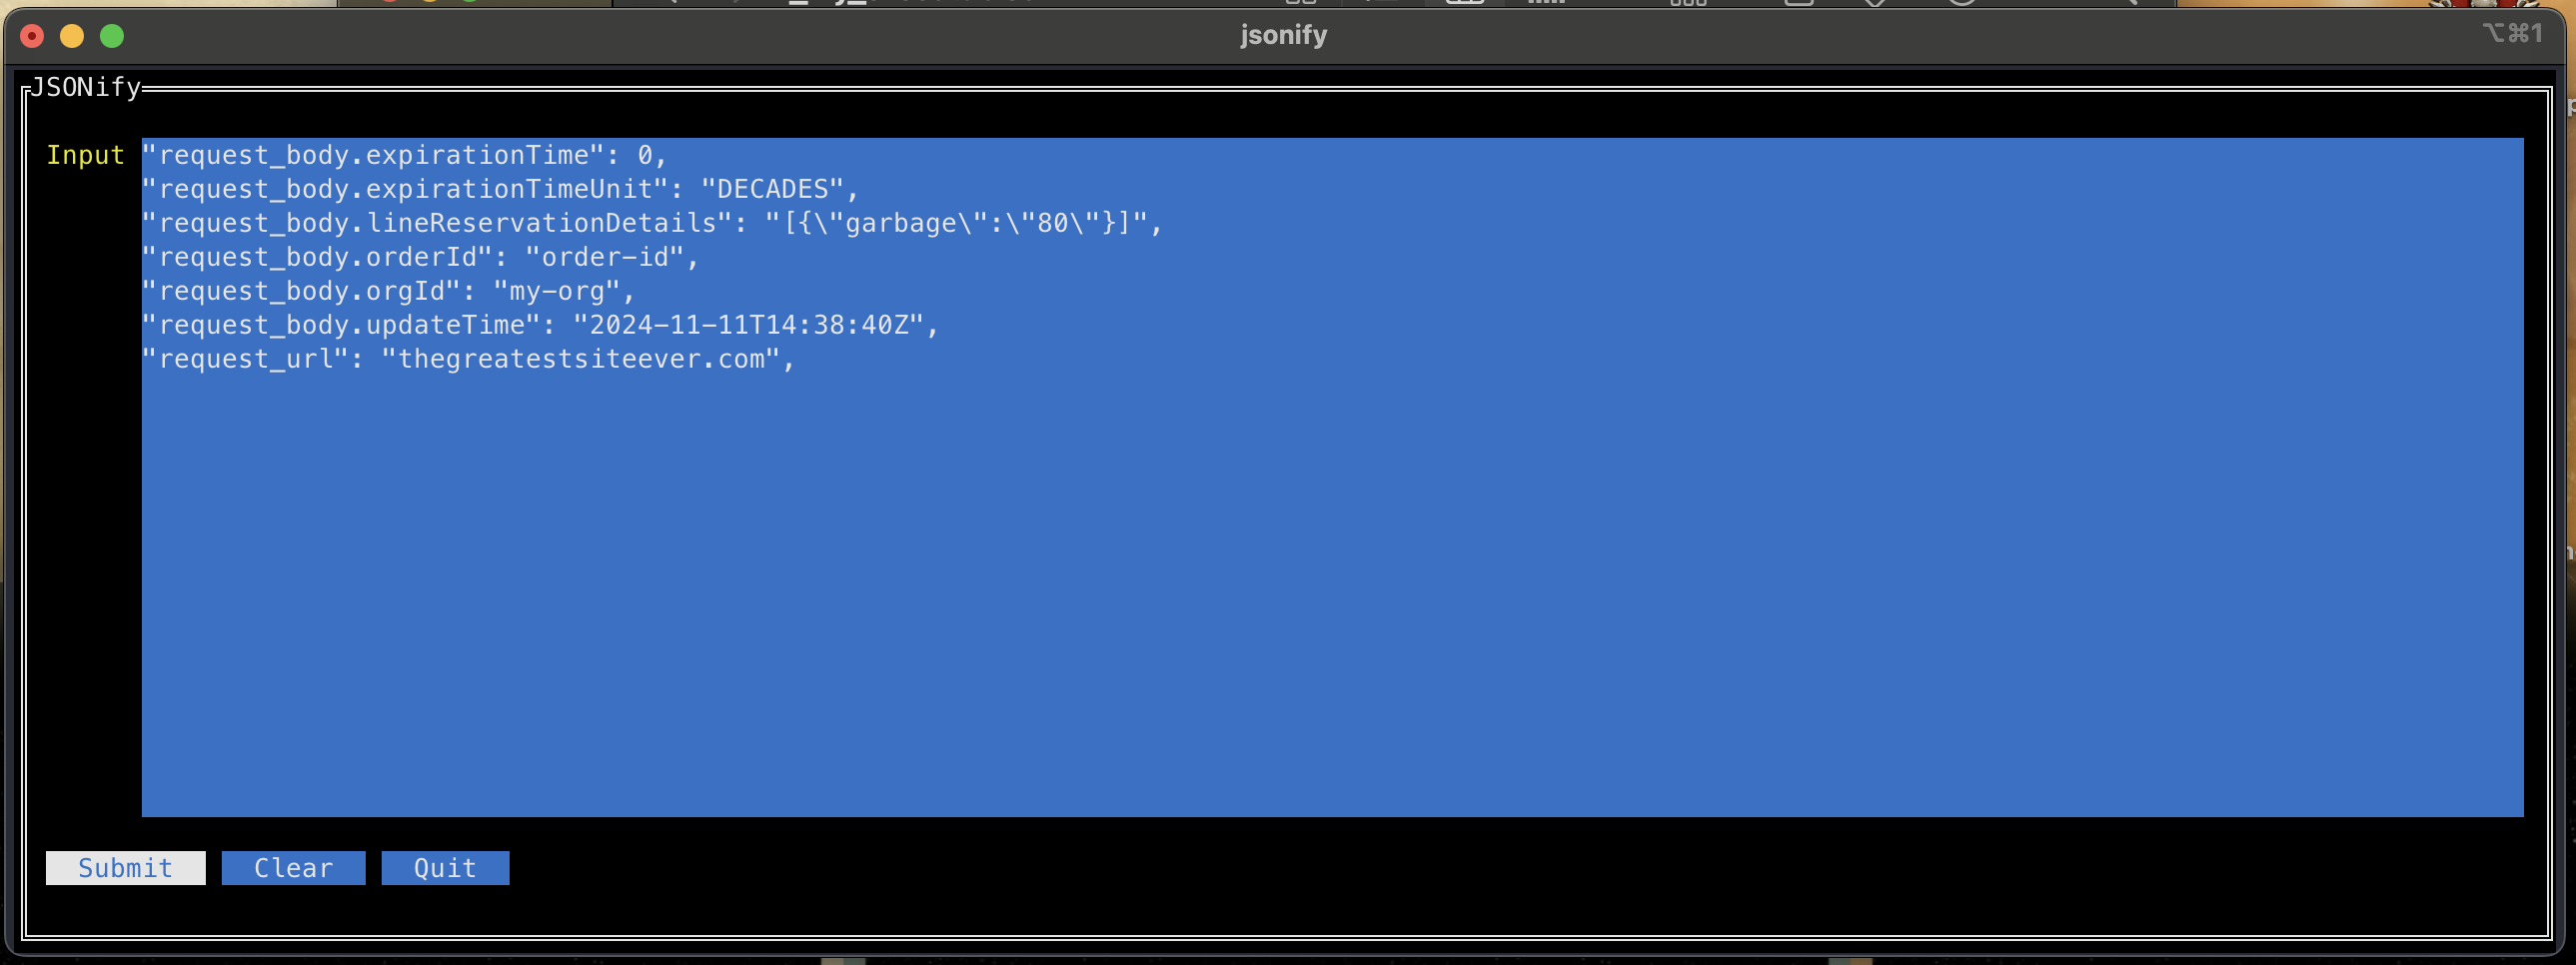 jsonify
⌥⌘1
JSONify
Input "request_body.expirationTime": 0,
"request_body.expirationTimeUnit": "DECADES",
"request_body.lineReservationDetails": "[{\"garbage\":\"80\"}]",
"request_body.orderId": "order-id",
"request_body.orgId": "my-org",
"request_body.updateTime": "2024-11-11T14:38:40Z",
"request_url": "thegreatestsiteever.com",
Submit Clear Quit